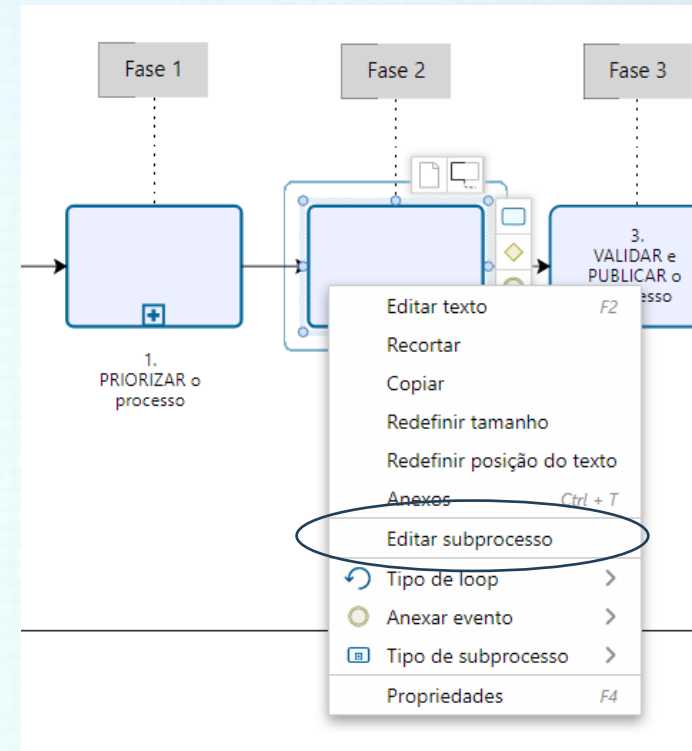 Fase 1
Fase 2
Fase 3
1.
PRIORIZAR o
processo
3.
VALIDAR e
PUBLICAR o
esso
Editar texto F2
Recortar
Copiar
Redefinir tamanho
Redefinir posição do texto
Anexos Ctrl + T
Editar subprocesso
Tipo de loop
Anexar evento
Tipo de subprocesso
Propriedades F4